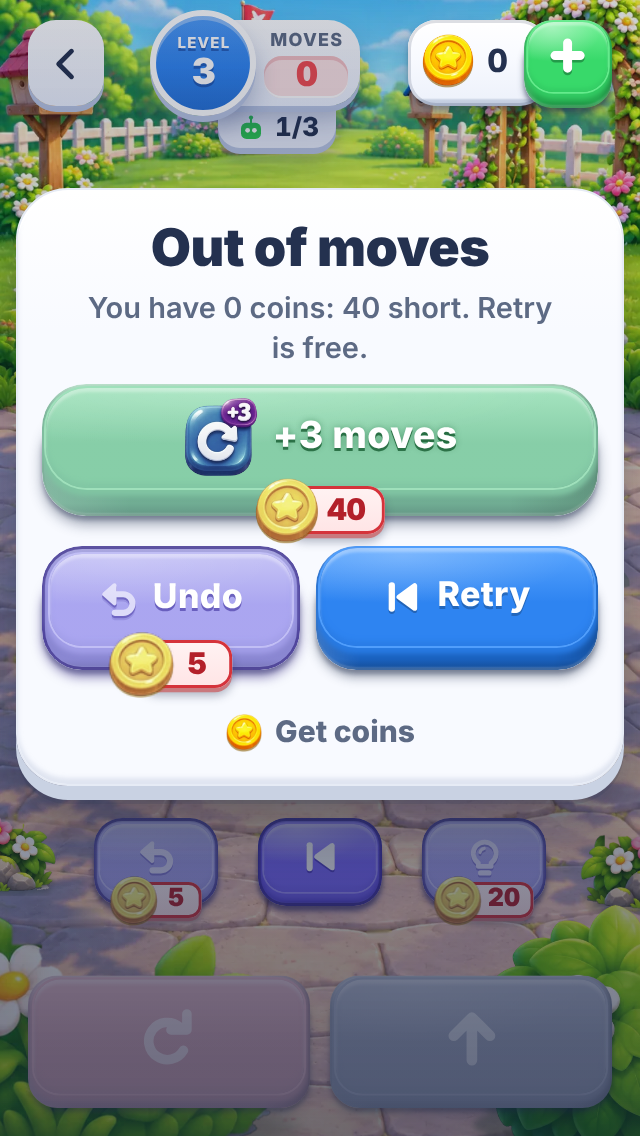 LEVEL
3
MOVES
0
0
1/3
Out of moves
You have 0 coins: 40 short. Retry
is free.
+3
+3 moves
40
Undo
Retry
5
Get coins
5
20